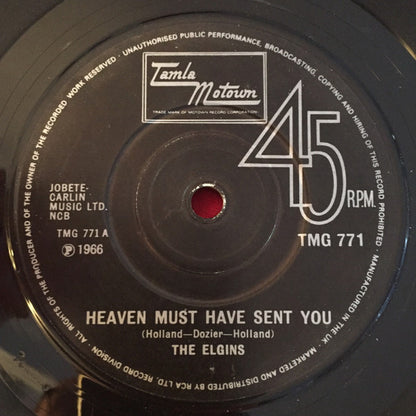 UNAUTHORISED PUBLIC PERFORMANCE, BROADCASTING, COPYING AND HIRING OF THIS RECORD PROHIBITED · MANUFACTURED IN THE UK · MARKETED AND DISTRIBUTED BY RCA LTD. RECORD DIVISION · ALL RIGHTS OF THE PRODUCER AND OF THE OWNER OF THE RECORDED WORK RESERVED ·
Tamla
Motown
TRADE MARK OF MOTOWN RECORD CORPORATION
45 R.P.M.
JOBETE-
CARLIN
MUSIC LTD.
NCB
TMG 771 A
℗ 1966
TMG 771
HEAVEN MUST HAVE SENT YOU
(Holland—Dozier—Holland)
THE ELGINS